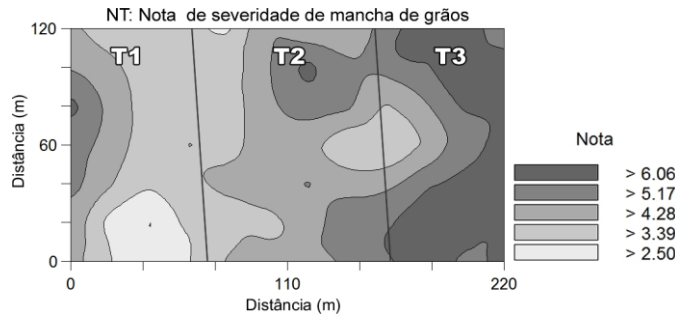 NT: Nota de severidade de mancha de grãos
120
T1
T2
T3
Distância (m)
60
0
0
110
220
Distância (m)
Nota
> 6.06
> 5.17
> 4.28
> 3.39
> 2.50